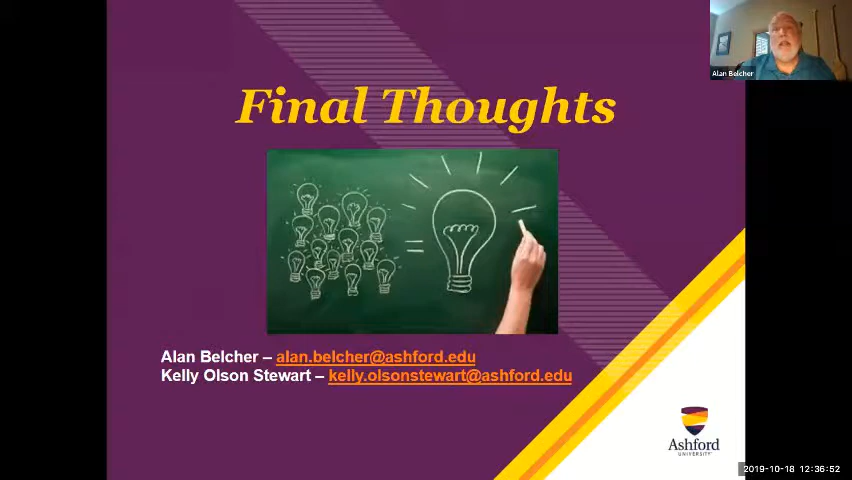 Alan Belcher
Final Thoughts
=
Alan Belcher – alan.belcher@ashford.edu
Kelly Olson Stewart – kelly.olsonstewart@ashford.edu
Ashford
UNIVERSITY
2019-10-18 12:36:52